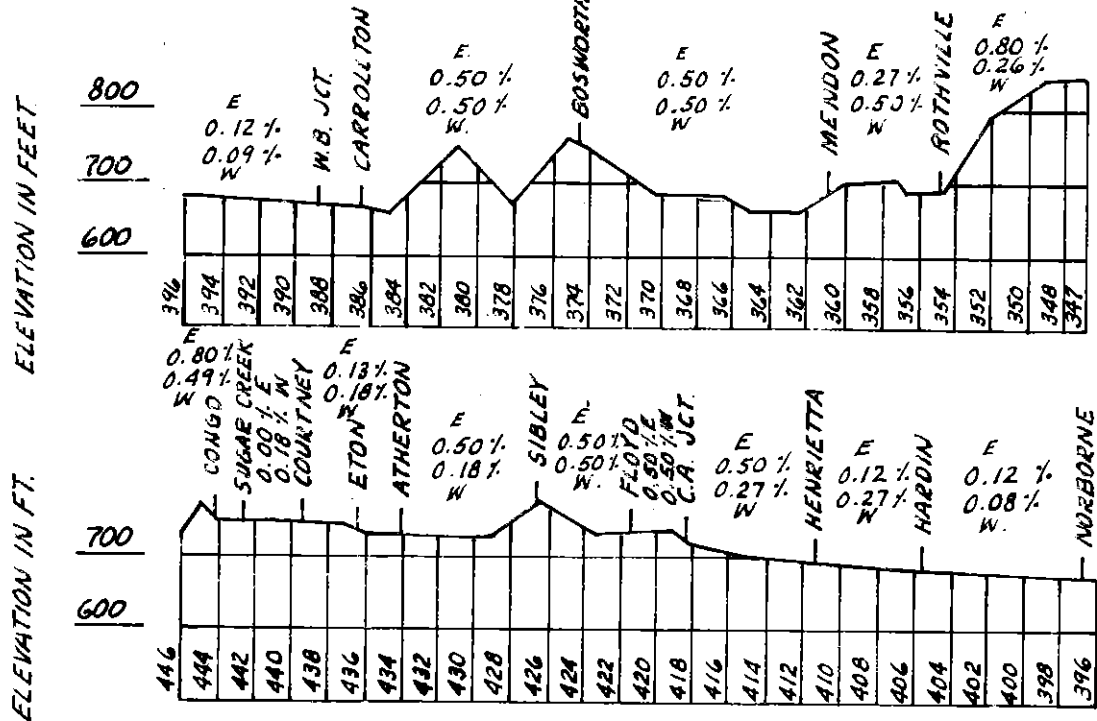 ELEVATION IN FEET
800
700
600
E
0.12 %
0.09 %
W
W.B. JCT.
CARROLLTON
E.
0.50 %
0.50 %
W.
BOSWORTH
E
0.50 %
0.50 %
W
MENDON
E
0.27 %
0.50 %
W
ROTHVILLE
E
0.80 %
0.26 %
W
396 394 392 390 388 386 384 382 380 378 376 374 372 370 368 366 364 362 360 358 356 354 352 350 348 347
ELEVATION IN FT.
700
600
E
0.80 %
0.49 %
W
CONGO
SUGAR CREEK
0.00 % E
0.18 % W
COURTNEY
E
0.13 %
0.18 %
W
ETON
ATHERTON
E
0.50 %
0.18 %
W
SIBLEY
E
0.50 %
0.50 %
W.
FLOYD
0.50 % E
0.50 % W
C.A. JCT.
E
0.50 %
0.27 %
W
HENRIETTA
E
0.12 %
0.27 %
W
HARDIN
E
0.12 %
0.08 %
W.
NORBORNE
446 444 442 440 438 436 434 432 430 428 426 424 422 420 418 416 414 412 410 408 406 404 402 400 398 396